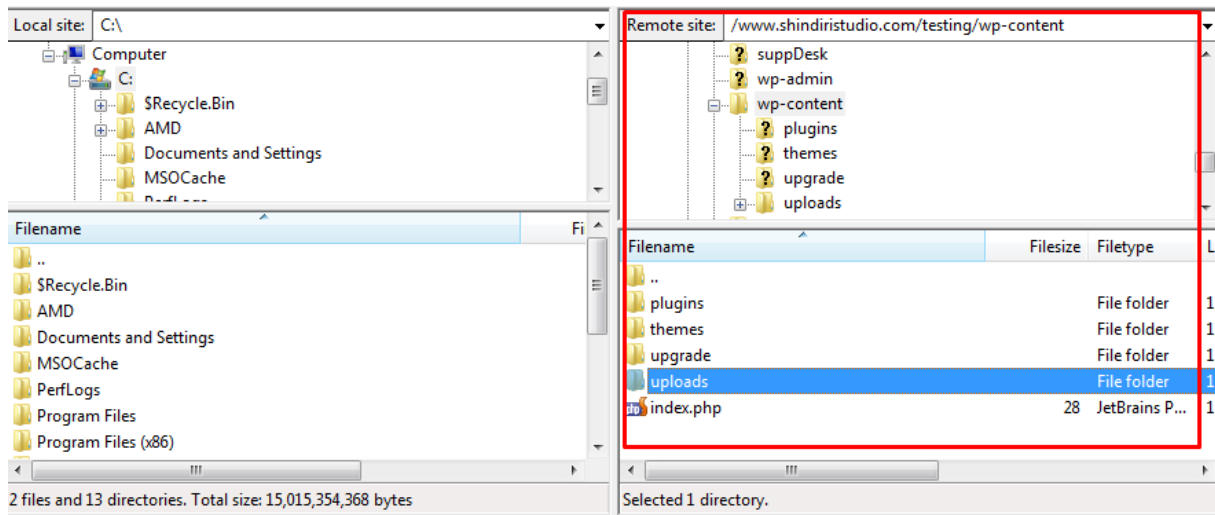 Local site: C:\
Computer
C:
$Recycle.Bin
AMD
Documents and Settings
MSOCache
PerfLogs
Filename Fi
..
$Recycle.Bin
AMD
Documents and Settings
MSOCache
PerfLogs
Program Files
Program Files (x86)
2 files and 13 directories. Total size: 15,015,354,368 bytes
Remote site: /www.shindiristudio.com/testing/wp-content
? suppDesk
? wp-admin
wp-content
? plugins
? themes
? upgrade
uploads
Filename Filesize Filetype L
..
plugins File folder 1
themes File folder 1
upgrade File folder 1
uploads File folder 1
php index.php 28 JetBrains P... 1
Selected 1 directory.